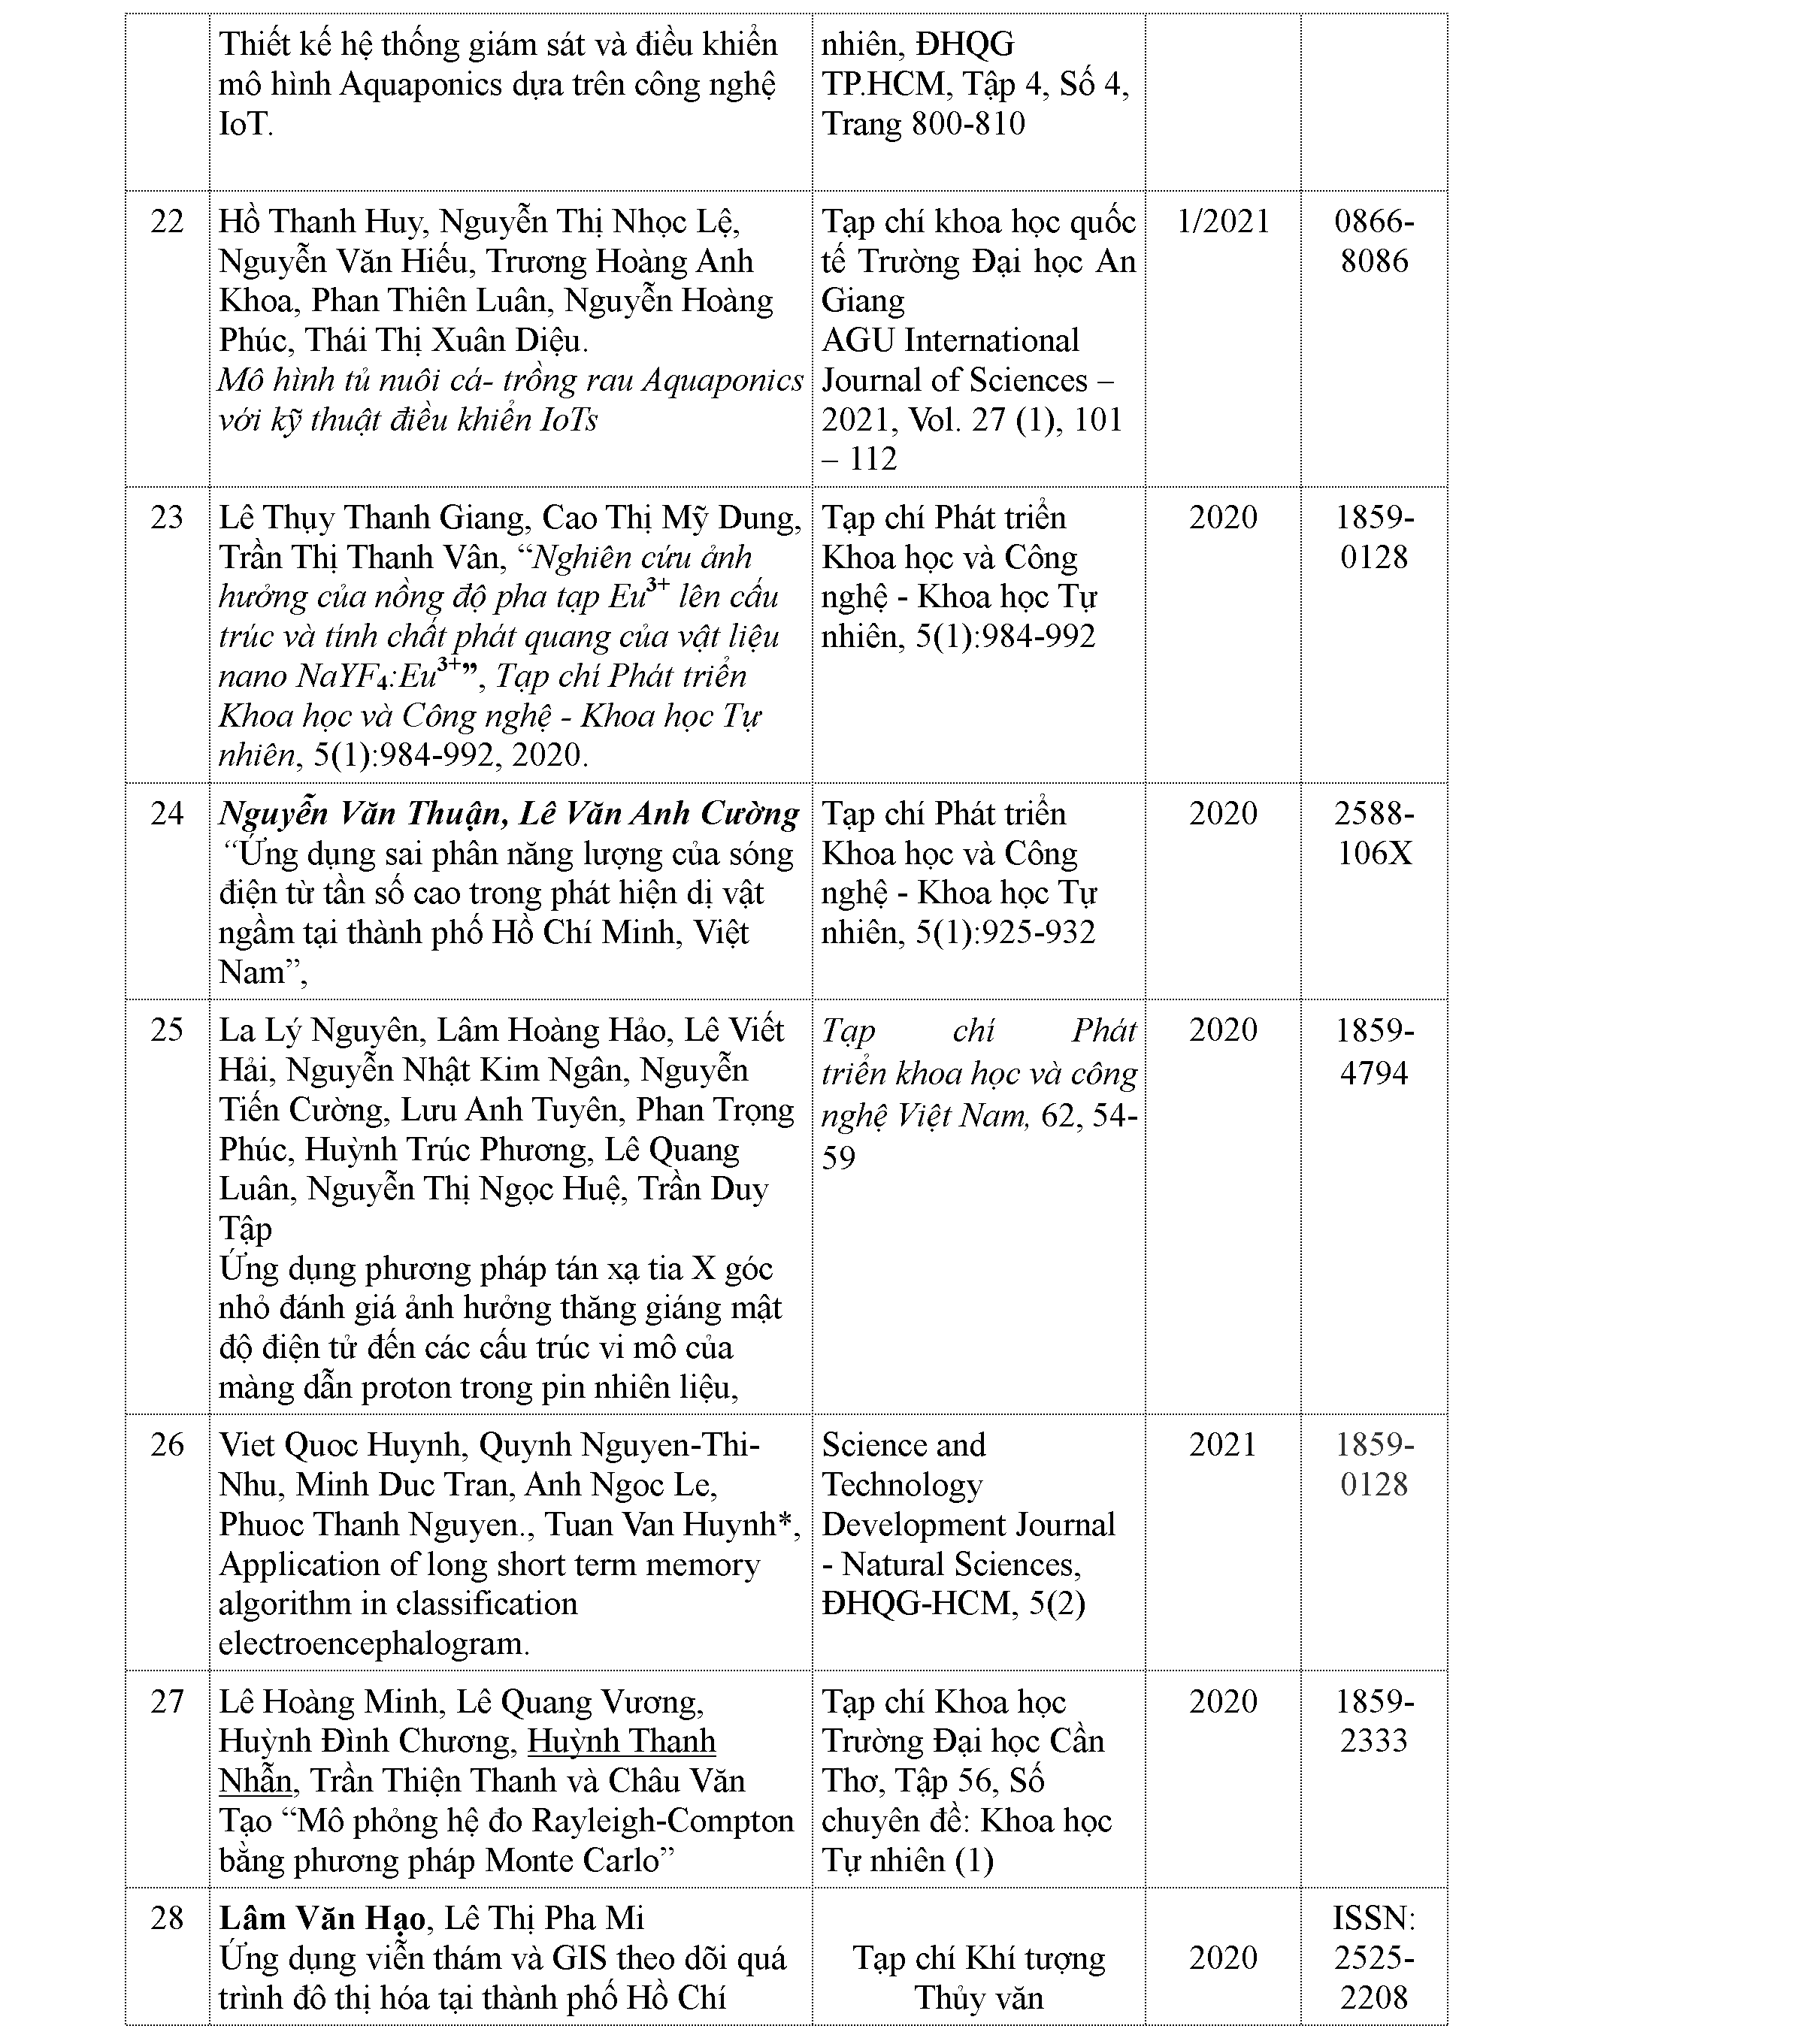 Thiết kế hệ thống giám sát và điều khiển
mô hình Aquaponics dựa trên công nghệ
IoT.
nhiên, ĐHQG
TP.HCM, Tập 4, Số 4,
Trang 800-810
22
Hồ Thanh Huy, Nguyễn Thị Nhọc Lệ,
Nguyễn Văn Hiếu, Trương Hoàng Anh
Khoa, Phan Thiên Luân, Nguyễn Hoàng
Phúc, Thái Thị Xuân Diệu.
Mô hình tủ nuôi cá- trồng rau Aquaponics
với kỹ thuật điều khiển IoTs
Tạp chí khoa học quốc
tế Trường Đại học An
Giang
AGU International
Journal of Sciences –
2021, Vol. 27 (1), 101
– 112
1/2021
0866-
8086
23
Lê Thụy Thanh Giang, Cao Thị Mỹ Dung,
Trần Thị Thanh Vân, “Nghiên cứu ảnh
hưởng của nồng độ pha tạp Eu³⁺ lên cấu
trúc và tính chất phát quang của vật liệu
nano NaYF₄:Eu³⁺”, Tạp chí Phát triển
Khoa học và Công nghệ - Khoa học Tự
nhiên, 5(1):984-992, 2020.
Tạp chí Phát triển
Khoa học và Công
nghệ - Khoa học Tự
nhiên, 5(1):984-992
2020
1859-
0128
24
Nguyễn Văn Thuận, Lê Văn Anh Cường
“Ứng dụng sai phân năng lượng của sóng
điện từ tần số cao trong phát hiện dị vật
ngầm tại thành phố Hồ Chí Minh, Việt
Nam”,
Tạp chí Phát triển
Khoa học và Công
nghệ - Khoa học Tự
nhiên, 5(1):925-932
2020
2588-
106X
25
La Lý Nguyên, Lâm Hoàng Hảo, Lê Viết
Hải, Nguyễn Nhật Kim Ngân, Nguyễn
Tiến Cường, Lưu Anh Tuyên, Phan Trọng
Phúc, Huỳnh Trúc Phương, Lê Quang
Luân, Nguyễn Thị Ngọc Huệ, Trần Duy
Tập
Ứng dụng phương pháp tán xạ tia X góc
nhỏ đánh giá ảnh hưởng thăng giáng mật
độ điện tử đến các cấu trúc vi mô của
màng dẫn proton trong pin nhiên liệu,
Tạp chí Phát
triển khoa học và công
nghệ Việt Nam, 62, 54-
59
2020
1859-
4794
26
Viet Quoc Huynh, Quynh Nguyen-Thi-
Nhu, Minh Duc Tran, Anh Ngoc Le,
Phuoc Thanh Nguyen., Tuan Van Huynh*,
Application of long short term memory
algorithm in classification
electroencephalogram.
Science and
Technology
Development Journal
- Natural Sciences,
ĐHQG-HCM, 5(2)
2021
1859-
0128
27
Lê Hoàng Minh, Lê Quang Vương,
Huỳnh Đình Chương, Huỳnh Thanh
Nhẫn, Trần Thiện Thanh và Châu Văn
Tạo “Mô phỏng hệ đo Rayleigh-Compton
bằng phương pháp Monte Carlo”
Tạp chí Khoa học
Trường Đại học Cần
Thơ, Tập 56, Số
chuyên đề: Khoa học
Tự nhiên (1)
2020
1859-
2333
28
Lâm Văn Hạo, Lê Thị Pha Mi
Ứng dụng viễn thám và GIS theo dõi quá
trình đô thị hóa tại thành phố Hồ Chí
Tạp chí Khí tượng
Thủy văn
2020
ISSN:
2525-
2208